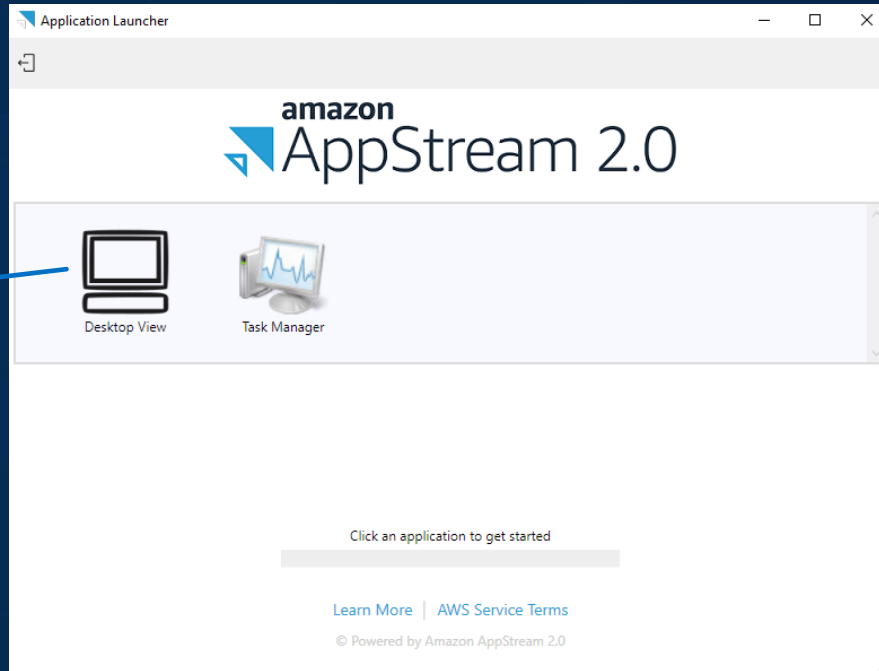 Application Launcher
amazon
AppStream 2.0
Desktop View
Task Manager
Click an application to get started
Learn More | AWS Service Terms
© Powered by Amazon AppStream 2.0